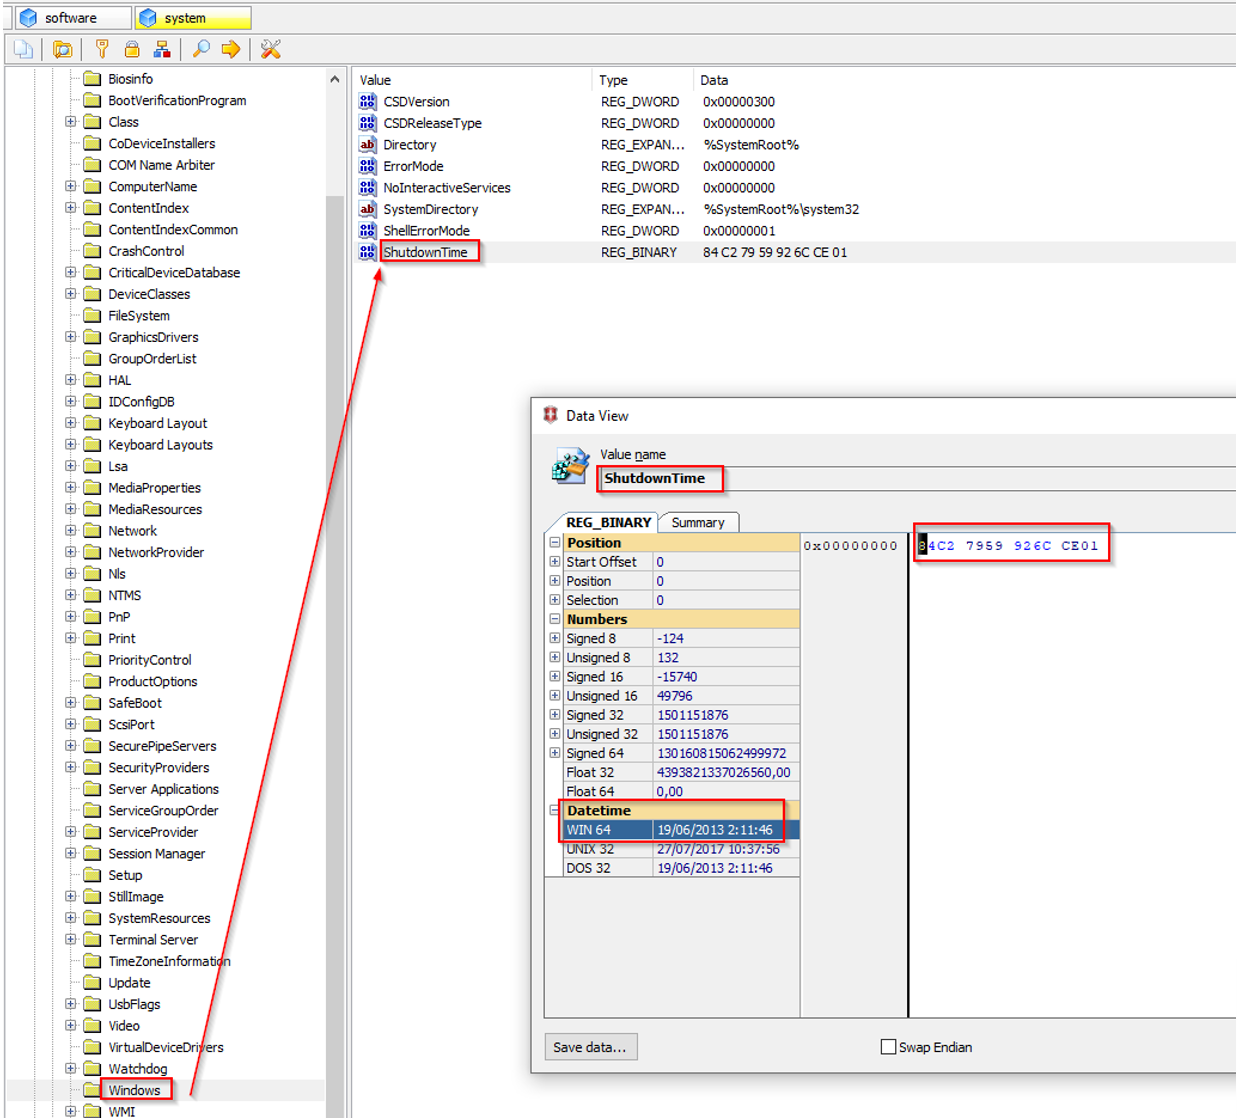 software
system
Biosinfo
BootVerificationProgram
Class
CoDeviceInstallers
COM Name Arbiter
ComputerName
ContentIndex
ContentIndexCommon
CrashControl
CriticalDeviceDatabase
DeviceClasses
FileSystem
GraphicsDrivers
GroupOrderList
HAL
IDConfigDB
Keyboard Layout
Keyboard Layouts
Lsa
MediaProperties
MediaResources
Network
NetworkProvider
Nls
NTMS
PnP
Print
PriorityControl
ProductOptions
SafeBoot
ScsiPort
SecurePipeServers
SecurityProviders
Server Applications
ServiceGroupOrder
ServiceProvider
Session Manager
Setup
StillImage
SystemResources
Terminal Server
TimeZoneInformation
Update
UsbFlags
Video
VirtualDeviceDrivers
Watchdog
Windows
WMI
Value Type Data
CSDVersion REG_DWORD 0x00000300
CSDReleaseType REG_DWORD 0x00000000
Directory REG_EXPAN... %SystemRoot%
ErrorMode REG_DWORD 0x00000000
NoInteractiveServices REG_DWORD 0x00000000
SystemDirectory REG_EXPAN... %SystemRoot%\system32
ShellErrorMode REG_DWORD 0x00000001
ShutdownTime REG_BINARY 84 C2 79 59 92 6C CE 01
Data View
Value name
ShutdownTime
REG_BINARY Summary
Position
Start Offset 0
Position 0
Selection 0
Numbers
Signed 8 -124
Unsigned 8 132
Signed 16 -15740
Unsigned 16 49796
Signed 32 1501151876
Unsigned 32 1501151876
Signed 64 130160815062499972
Float 32 4393821337026560,00
Float 64 0,00
Datetime
WIN 64 19/06/2013 2:11:46
UNIX 32 27/07/2017 10:37:56
DOS 32 19/06/2013 2:11:46
0x00000000 84C2 7959 926C CE01
Save data...
Swap Endian